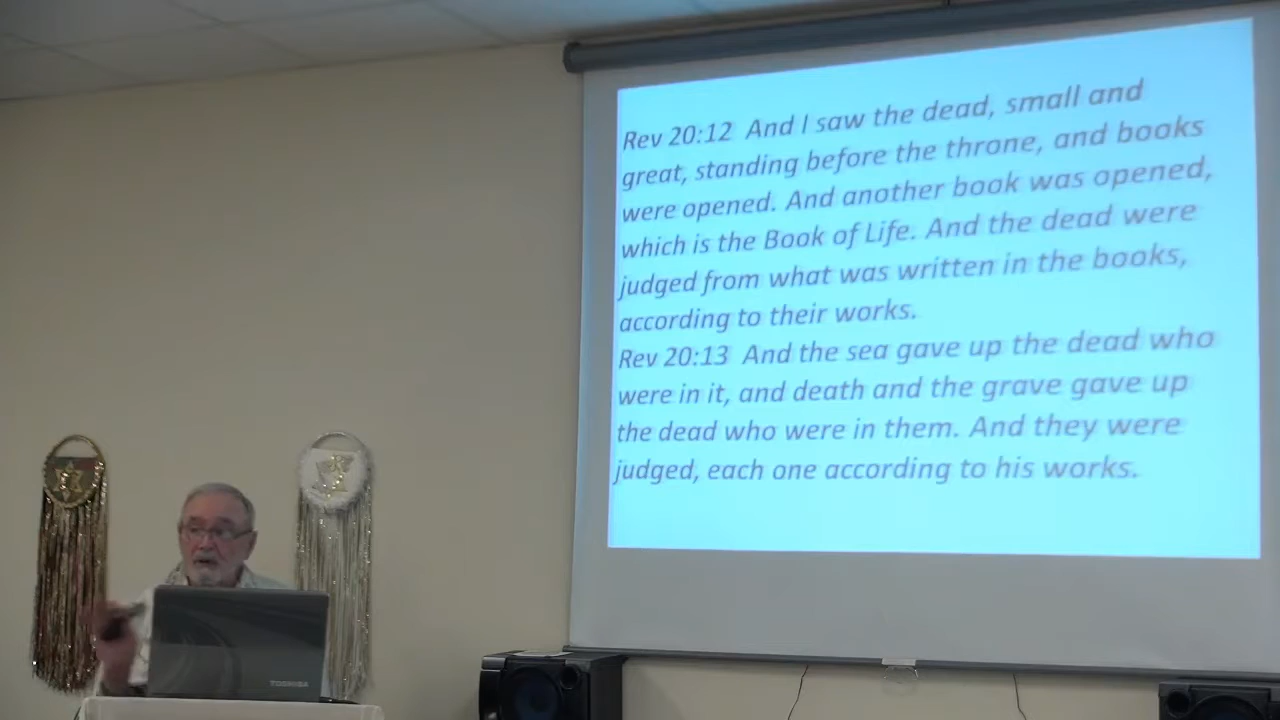 Rev 20:12 And I saw the dead, small and
great, standing before the throne, and books
were opened. And another book was opened,
which is the Book of Life. And the dead were
judged from what was written in the books,
according to their works.
Rev 20:13 And the sea gave up the dead who
were in it, and death and the grave gave up
the dead who were in them. And they were
judged, each one according to his works.
TOSHIBA